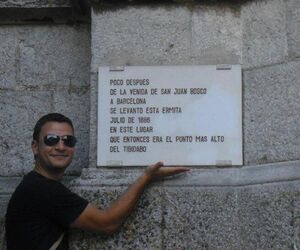 POCO DESPUES
DE LA VENIDA DE SAN JUAN BOSCO
A BARCELONA
SE LEVANTO ESTA ERMITA
JULIO DE 1886
EN ESTE LUGAR
QUE ENTONCES ERA EL PUNTO MAS ALTO
DEL TIBIDABO